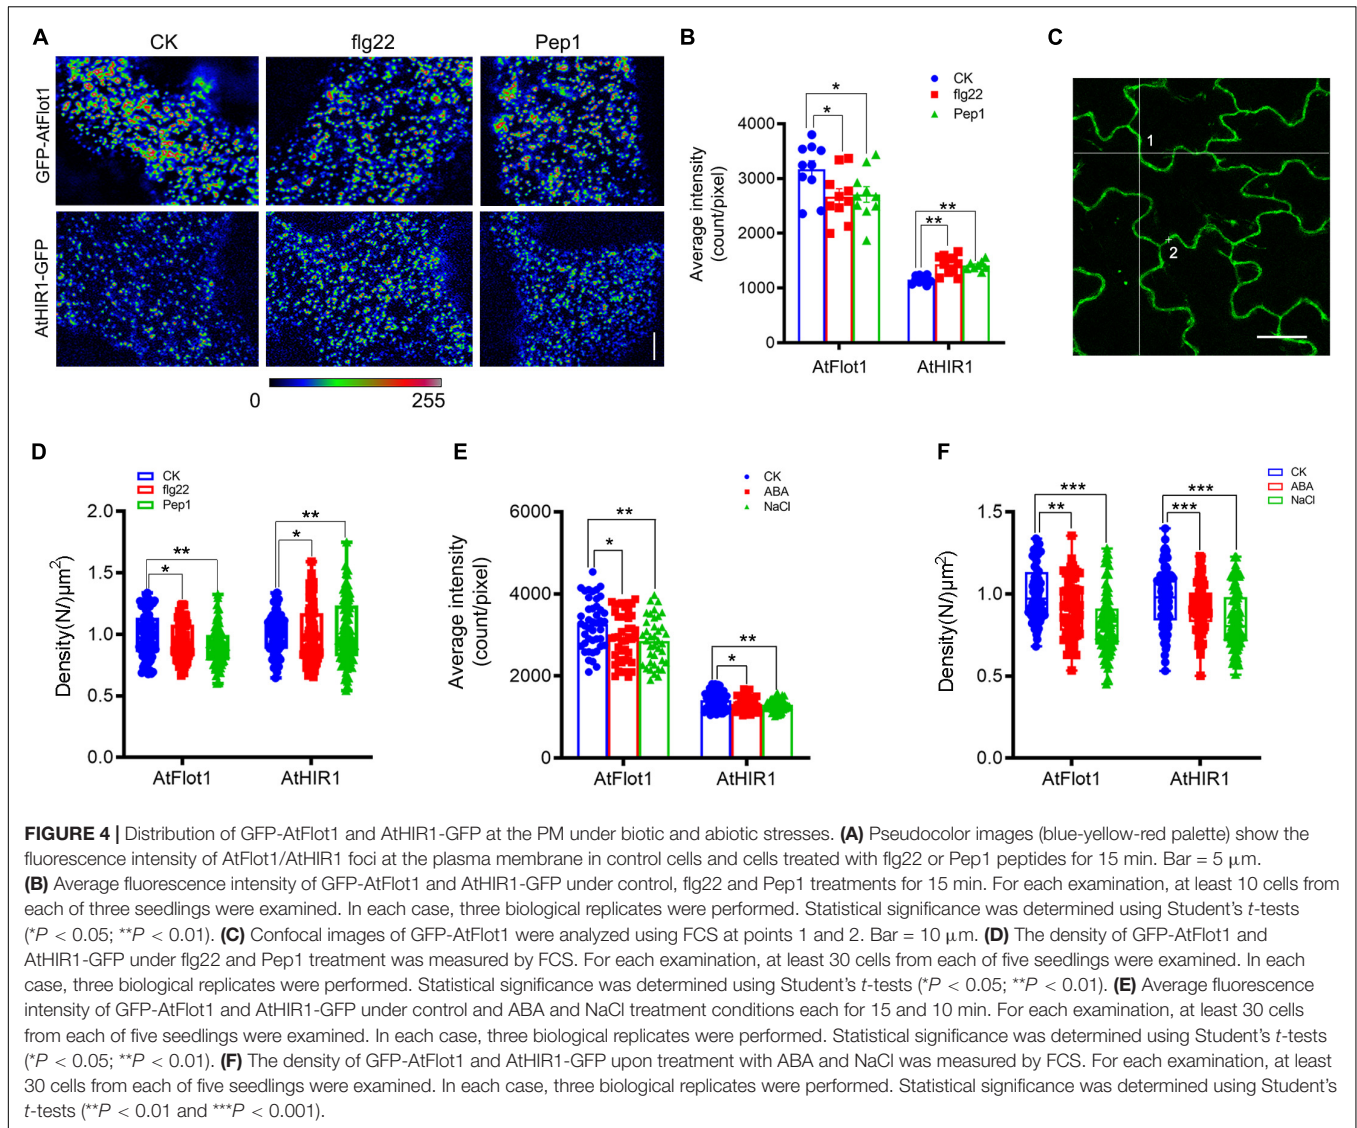 A
CK
flg22
Pep1
GFP-AtFlot1
AtHIR1-GFP
0
255
B
CK
flg22
Pep1
*
*
**
**
4000
3000
2000
1000
0
Average intensity
(count/pixel)
AtFlot1
AtHIR1
C
1
2
D
CK
flg22
Pep1
2.0
1.5
1.0
0.5
0.0
Density(N/)µm²)
**
*
**
*
AtFlot1
AtHIR1
E
CK
ABA
NaCl
6000
4000
2000
0
Average intensity
(count/pixel)
**
*
**
*
AtFlot1
AtHIR1
F
CK
ABA
NaCl
1.5
1.0
0.5
0.0
Density(N/)µm²)
***
**
***
***
AtFlot1
AtHIR1
FIGURE 4 | Distribution of GFP-AtFlot1 and AtHIR1-GFP at the PM under biotic and abiotic stresses. (A) Pseudocolor images (blue-yellow-red palette) show the
fluorescence intensity of AtFlot1/AtHIR1 foci at the plasma membrane in control cells and cells treated with flg22 or Pep1 peptides for 15 min. Bar = 5 µm.
(B) Average fluorescence intensity of GFP-AtFlot1 and AtHIR1-GFP under control, flg22 and Pep1 treatments for 15 min. For each examination, at least 10 cells from
each of three seedlings were examined. In each case, three biological replicates were performed. Statistical significance was determined using Student's t-tests
(*P < 0.05; **P < 0.01). (C) Confocal images of GFP-AtFlot1 were analyzed using FCS at points 1 and 2. Bar = 10 µm. (D) The density of GFP-AtFlot1 and
AtHIR1-GFP under flg22 and Pep1 treatment was measured by FCS. For each examination, at least 30 cells from each of five seedlings were examined. In each
case, three biological replicates were performed. Statistical significance was determined using Student's t-tests (*P < 0.05; **P < 0.01). (E) Average fluorescence
intensity of GFP-AtFlot1 and AtHIR1-GFP under control and ABA and NaCl treatment conditions each for 15 and 10 min. For each examination, at least 30 cells
from each of five seedlings were examined. In each case, three biological replicates were performed. Statistical significance was determined using Student's t-tests
(*P < 0.05; **P < 0.01). (F) The density of GFP-AtFlot1 and AtHIR1-GFP upon treatment with ABA and NaCl was measured by FCS. For each examination, at least
30 cells from each of five seedlings were examined. In each case, three biological replicates were performed. Statistical significance was determined using Student's
t-tests (**P < 0.01 and ***P < 0.001).